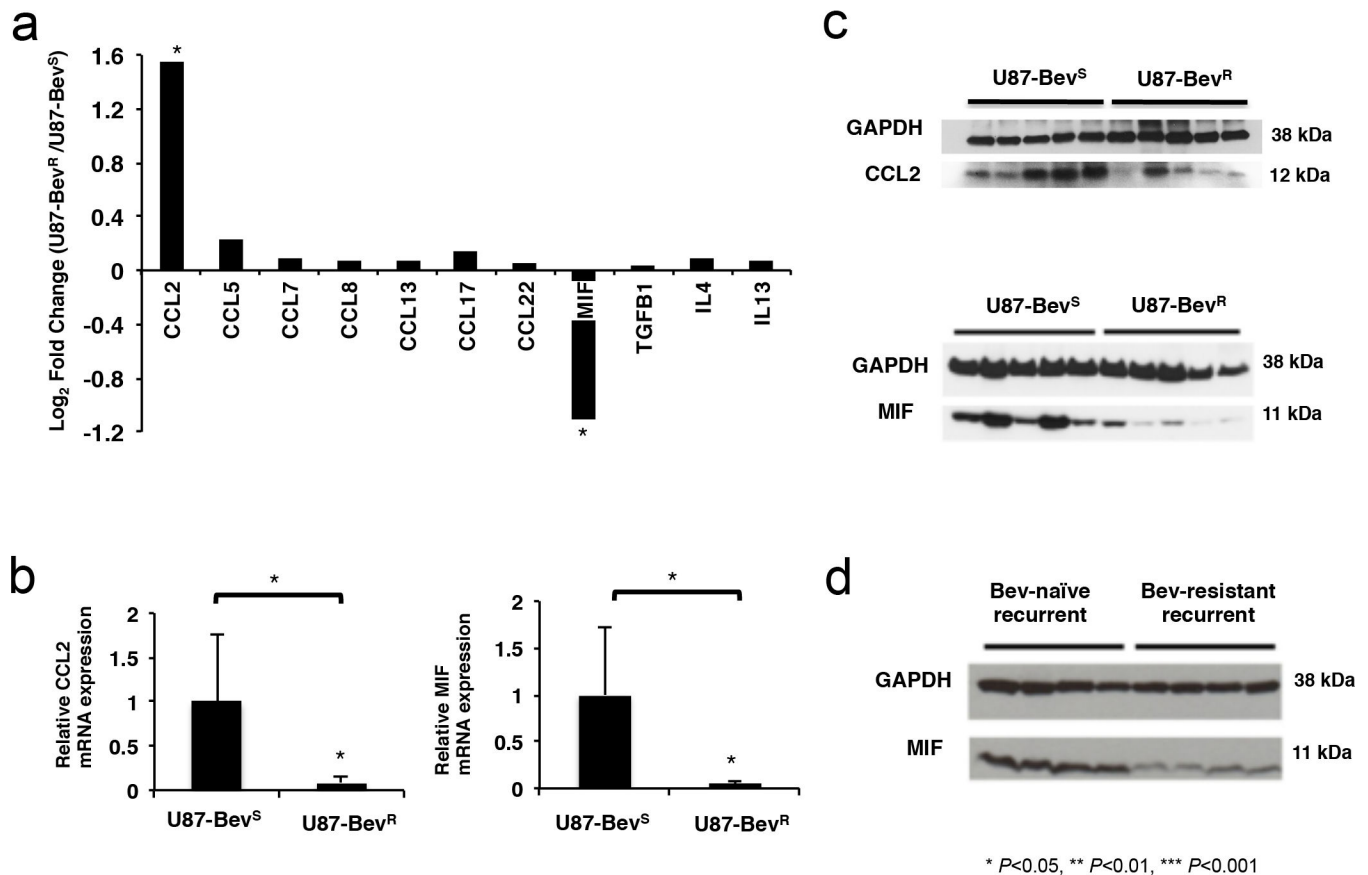 a
Log2 Fold Change (U87-BevR /U87-BevS)
1.6
1.2
0.8
0.4
0
-0.4
-0.8
-1.2
*
CCL2
CCL5
CCL7
CCL8
CCL13
CCL17
CCL22
MIF
TGFB1
IL4
IL13
*
b
Relative CCL2
mRNA expression
2
1.5
1
0.5
0
*
*
U87-BevS
U87-BevR
Relative MIF
mRNA expression
2
1.5
1
0.5
0
*
*
U87-BevS
U87-BevR
c
U87-BevS
U87-BevR
GAPDH
38 kDa
CCL2
12 kDa
U87-BevS
U87-BevR
GAPDH
38 kDa
MIF
11 kDa
d
Bev-naïve
recurrent
Bev-resistant
recurrent
GAPDH
38 kDa
MIF
11 kDa
* P<0.05, ** P<0.01, *** P<0.001